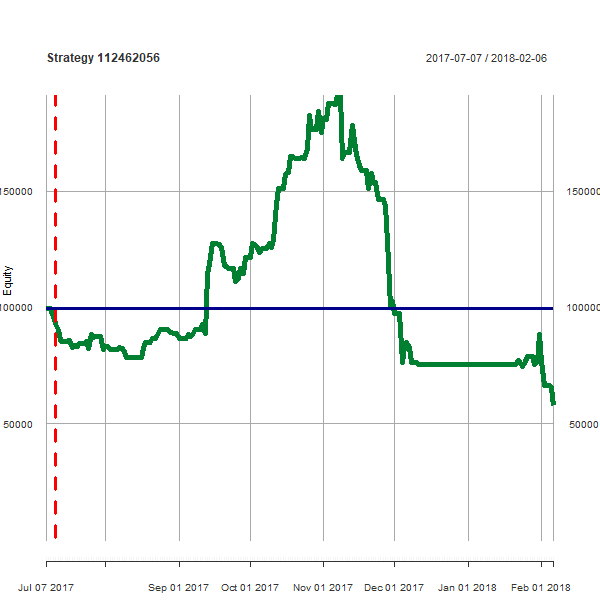 Strategy 112462056
2017-07-07 / 2018-02-06
150000
150000
Equity
100000
100000
50000
50000
Jul 07 2017
Sep 01 2017
Oct 01 2017
Nov 01 2017
Dec 01 2017
Jan 01 2018
Feb 01 2018